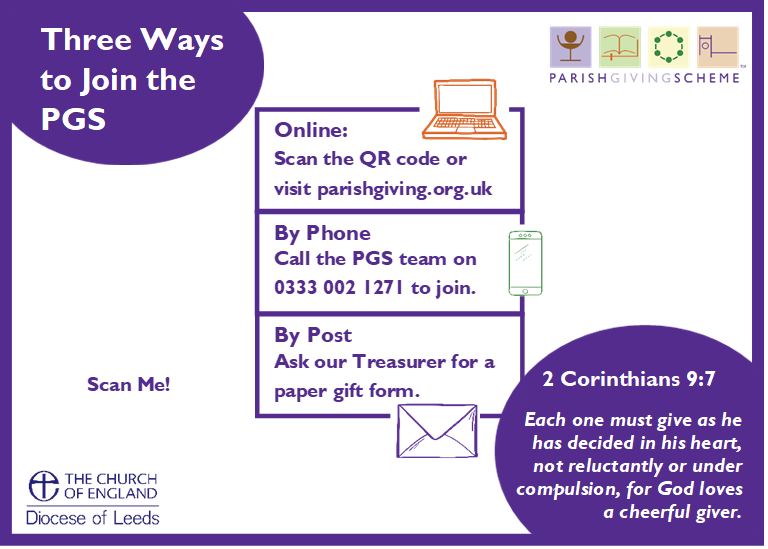 Three Ways
to Join the
PGS
PARISHGIVINGSCHEME™
Online:
Scan the QR code or
visit parishgiving.org.uk
By Phone
Call the PGS team on
0333 002 1271 to join.
By Post
Ask our Treasurer for a
paper gift form.
Scan Me!
2 Corinthians 9:7
Each one must give as he
has decided in his heart,
not reluctantly or under
compulsion, for God loves
a cheerful giver.
THE CHURCH
OF ENGLAND
Diocese of Leeds